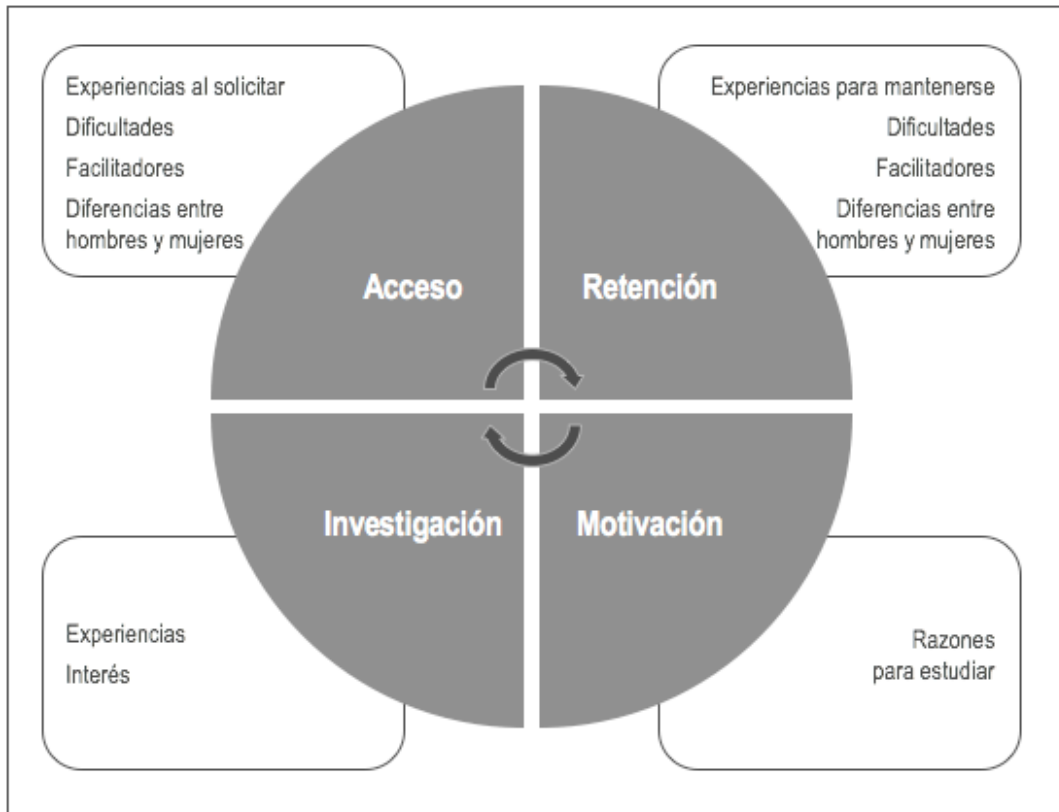 Experiencias al solicitar
Dificultades
Facilitadores
Diferencias entre
hombres y mujeres
Experiencias para mantenerse
Dificultades
Facilitadores
Diferencias entre
hombres y mujeres
Acceso
Retención
Investigación
Motivación
Experiencias
Interés
Razones
para estudiar